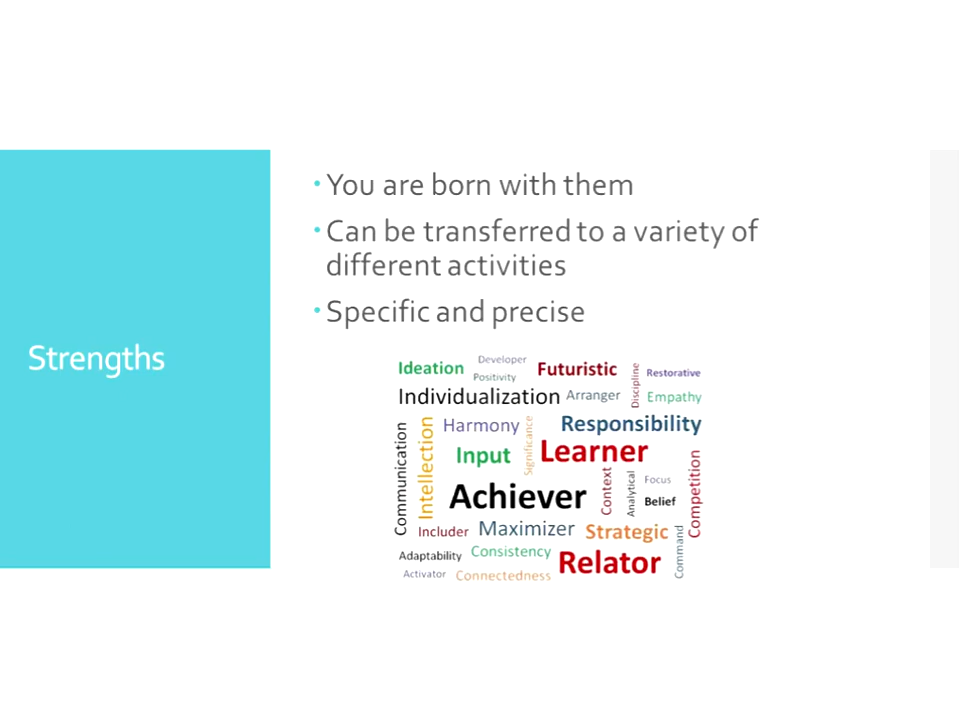 Strengths
You are born with them
Can be transferred to a variety of
different activities
Specific and precise
Ideation
Developer
Positivity
Futuristic
Discipline
Restorative
Individualization
Arranger
Empathy
Communication
Intellection
Harmony
Significance
Responsibility
Input
Learner
Achiever
Context
Analytical
Focus
Belief
Competition
Includer
Maximizer
Strategic
Command
Adaptability
Consistency
Relator
Activator
Connectedness